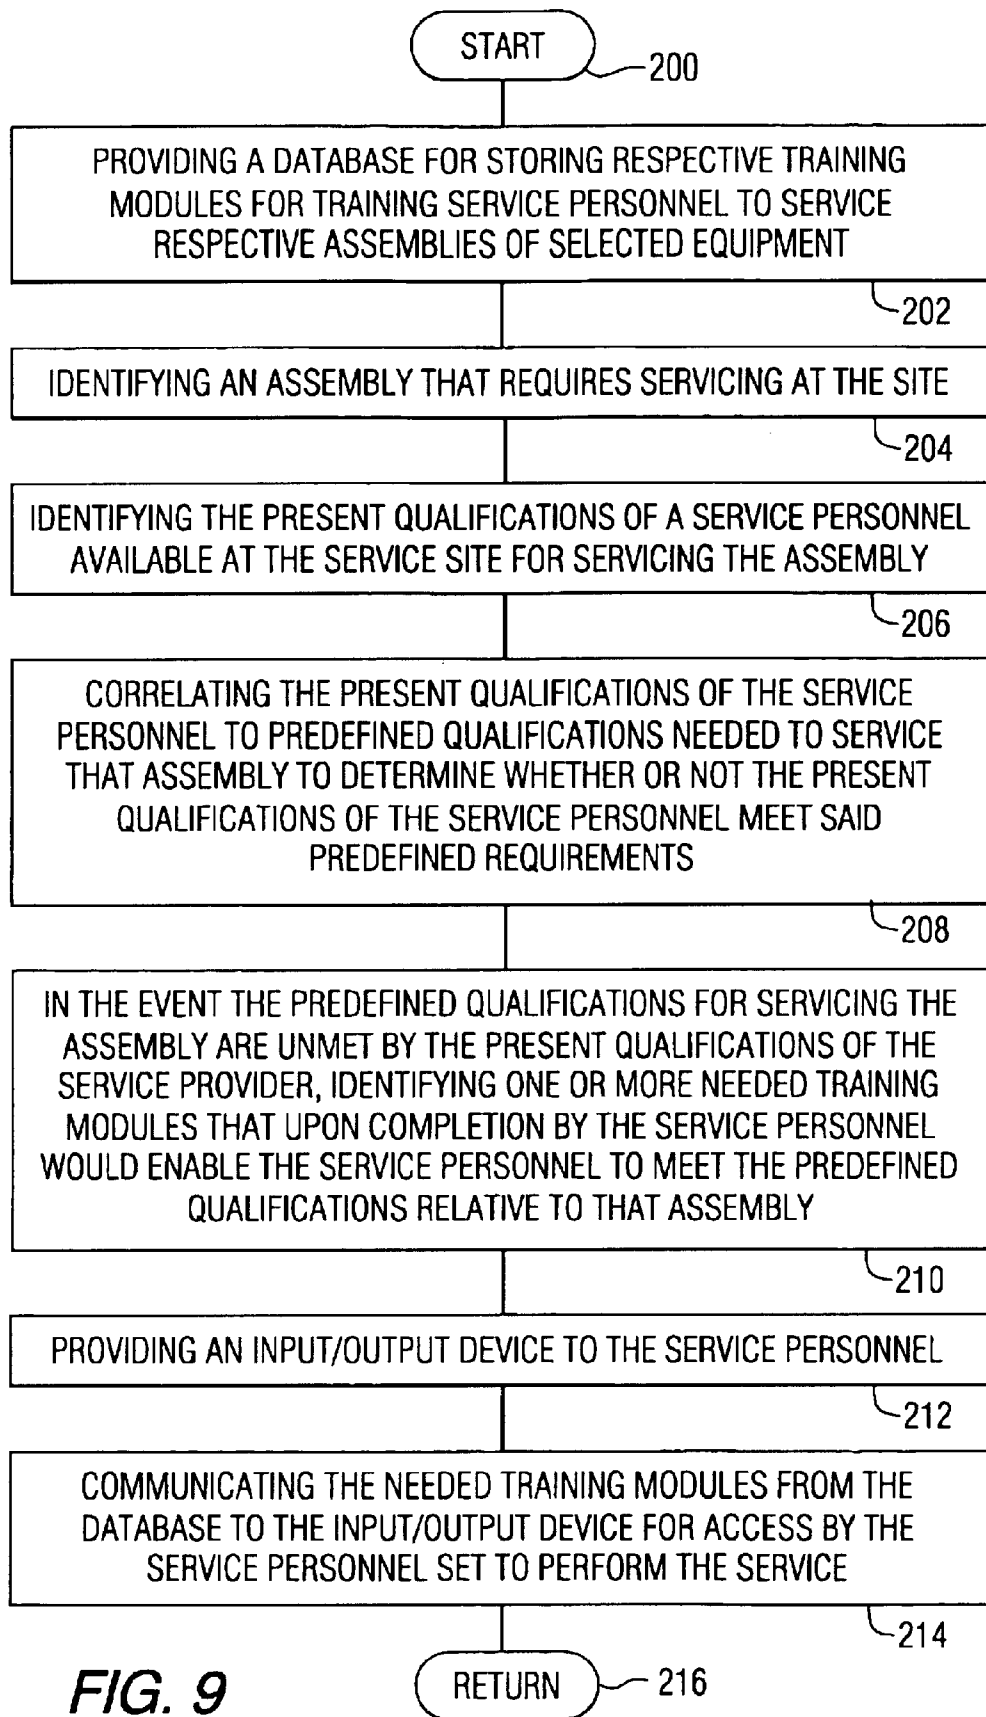 START
200
PROVIDING A DATABASE FOR STORING RESPECTIVE TRAINING
MODULES FOR TRAINING SERVICE PERSONNEL TO SERVICE
RESPECTIVE ASSEMBLIES OF SELECTED EQUIPMENT
202
IDENTIFYING AN ASSEMBLY THAT REQUIRES SERVICING AT THE SITE
204
IDENTIFYING THE PRESENT QUALIFICATIONS OF A SERVICE PERSONNEL
AVAILABLE AT THE SERVICE SITE FOR SERVICING THE ASSEMBLY
206
CORRELATING THE PRESENT QUALIFICATIONS OF THE SERVICE
PERSONNEL TO PREDEFINED QUALIFICATIONS NEEDED TO SERVICE
THAT ASSEMBLY TO DETERMINE WHETHER OR NOT THE PRESENT
QUALIFICATIONS OF THE SERVICE PERSONNEL MEET SAID
PREDEFINED REQUIREMENTS
208
IN THE EVENT THE PREDEFINED QUALIFICATIONS FOR SERVICING THE
ASSEMBLY ARE UNMET BY THE PRESENT QUALIFICATIONS OF THE
SERVICE PROVIDER, IDENTIFYING ONE OR MORE NEEDED TRAINING
MODULES THAT UPON COMPLETION BY THE SERVICE PERSONNEL
WOULD ENABLE THE SERVICE PERSONNEL TO MEET THE PREDEFINED
QUALIFICATIONS RELATIVE TO THAT ASSEMBLY
210
PROVIDING AN INPUT/OUTPUT DEVICE TO THE SERVICE PERSONNEL
212
COMMUNICATING THE NEEDED TRAINING MODULES FROM THE
DATABASE TO THE INPUT/OUTPUT DEVICE FOR ACCESS BY THE
SERVICE PERSONNEL SET TO PERFORM THE SERVICE
214
RETURN
216
FIG. 9